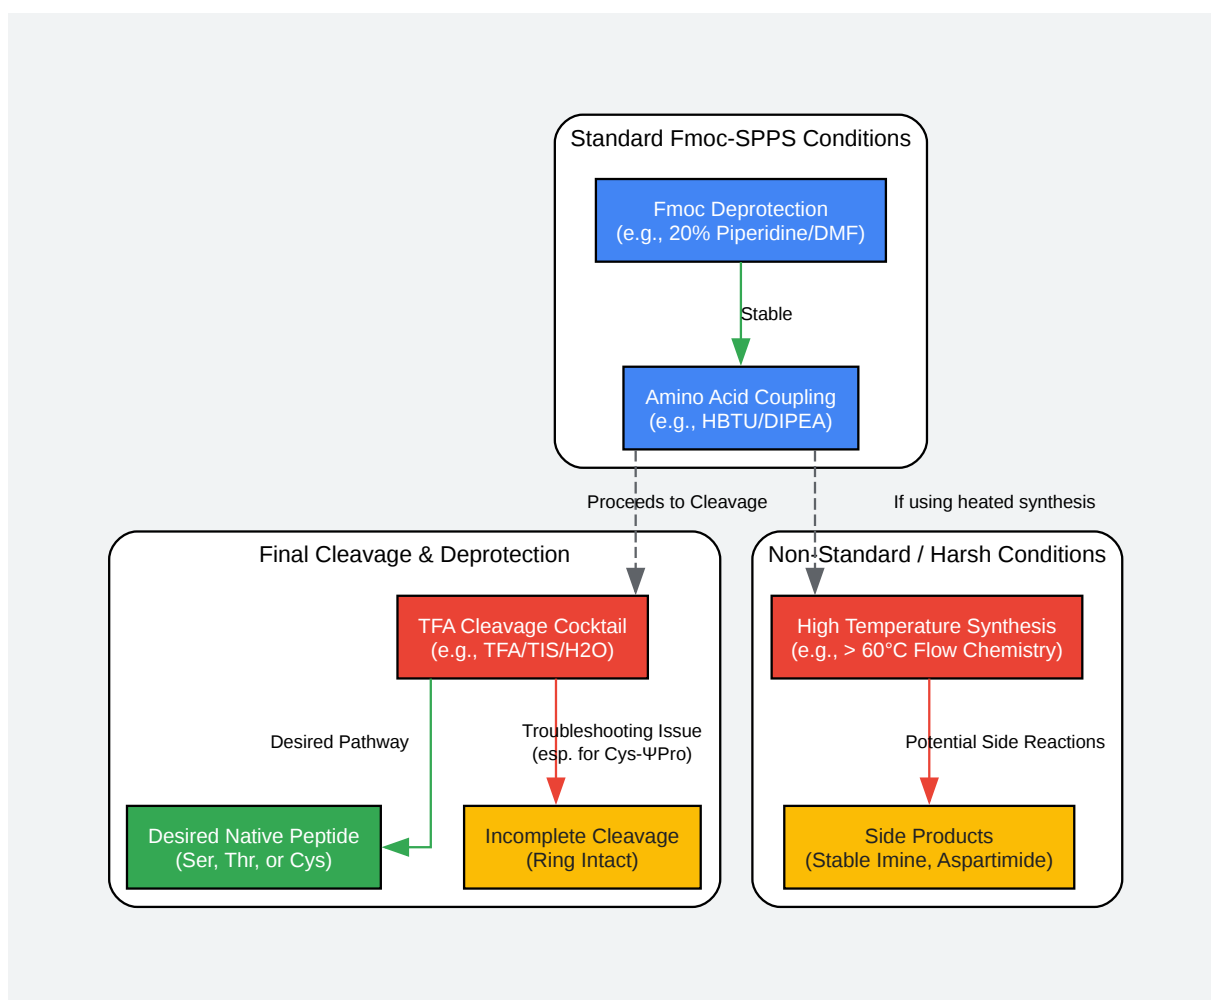 Standard Fmoc-SPPS Conditions
Fmoc Deprotection
(e.g., 20% Piperidine/DMF)
Stable
Amino Acid Coupling
(e.g., HBTU/DIPEA)
Proceeds to Cleavage
If using heated synthesis
Final Cleavage & Deprotection
TFA Cleavage Cocktail
(e.g., TFA/TIS/H2O)
Desired Pathway
Troubleshooting Issue
(esp. for Cys-ΨPro)
Desired Native Peptide
(Ser, Thr, or Cys)
Incomplete Cleavage
(Ring Intact)
Non-Standard / Harsh Conditions
High Temperature Synthesis
(e.g., > 60°C Flow Chemistry)
Potential Side Reactions
Side Products
(Stable Imine, Aspartimide)